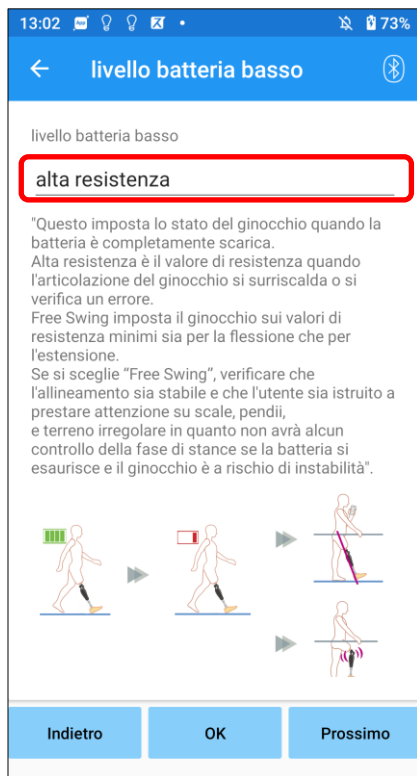 13:02
73%
livello batteria basso
livello batteria basso
alta resistenza
"Questo imposta lo stato del ginocchio quando la
batteria è completamente scarica.
Alta resistenza è il valore di resistenza quando
l'articolazione del ginocchio si surriscalda o si
verifica un errore.
Free Swing imposta il ginocchio sui valori di
resistenza minimi sia per la flessione che per
l'estensione.
Se si sceglie “Free Swing”, verificare che
l'allineamento sia stabile e che l'utente sia istruito a
prestare attenzione su scale, pendii,
e terreno irregolare in quanto non avrà alcun
controllo della fase di stance se la batteria si
esaurisce e il ginocchio è a rischio di instabilità".
Indietro
OK
Prossimo